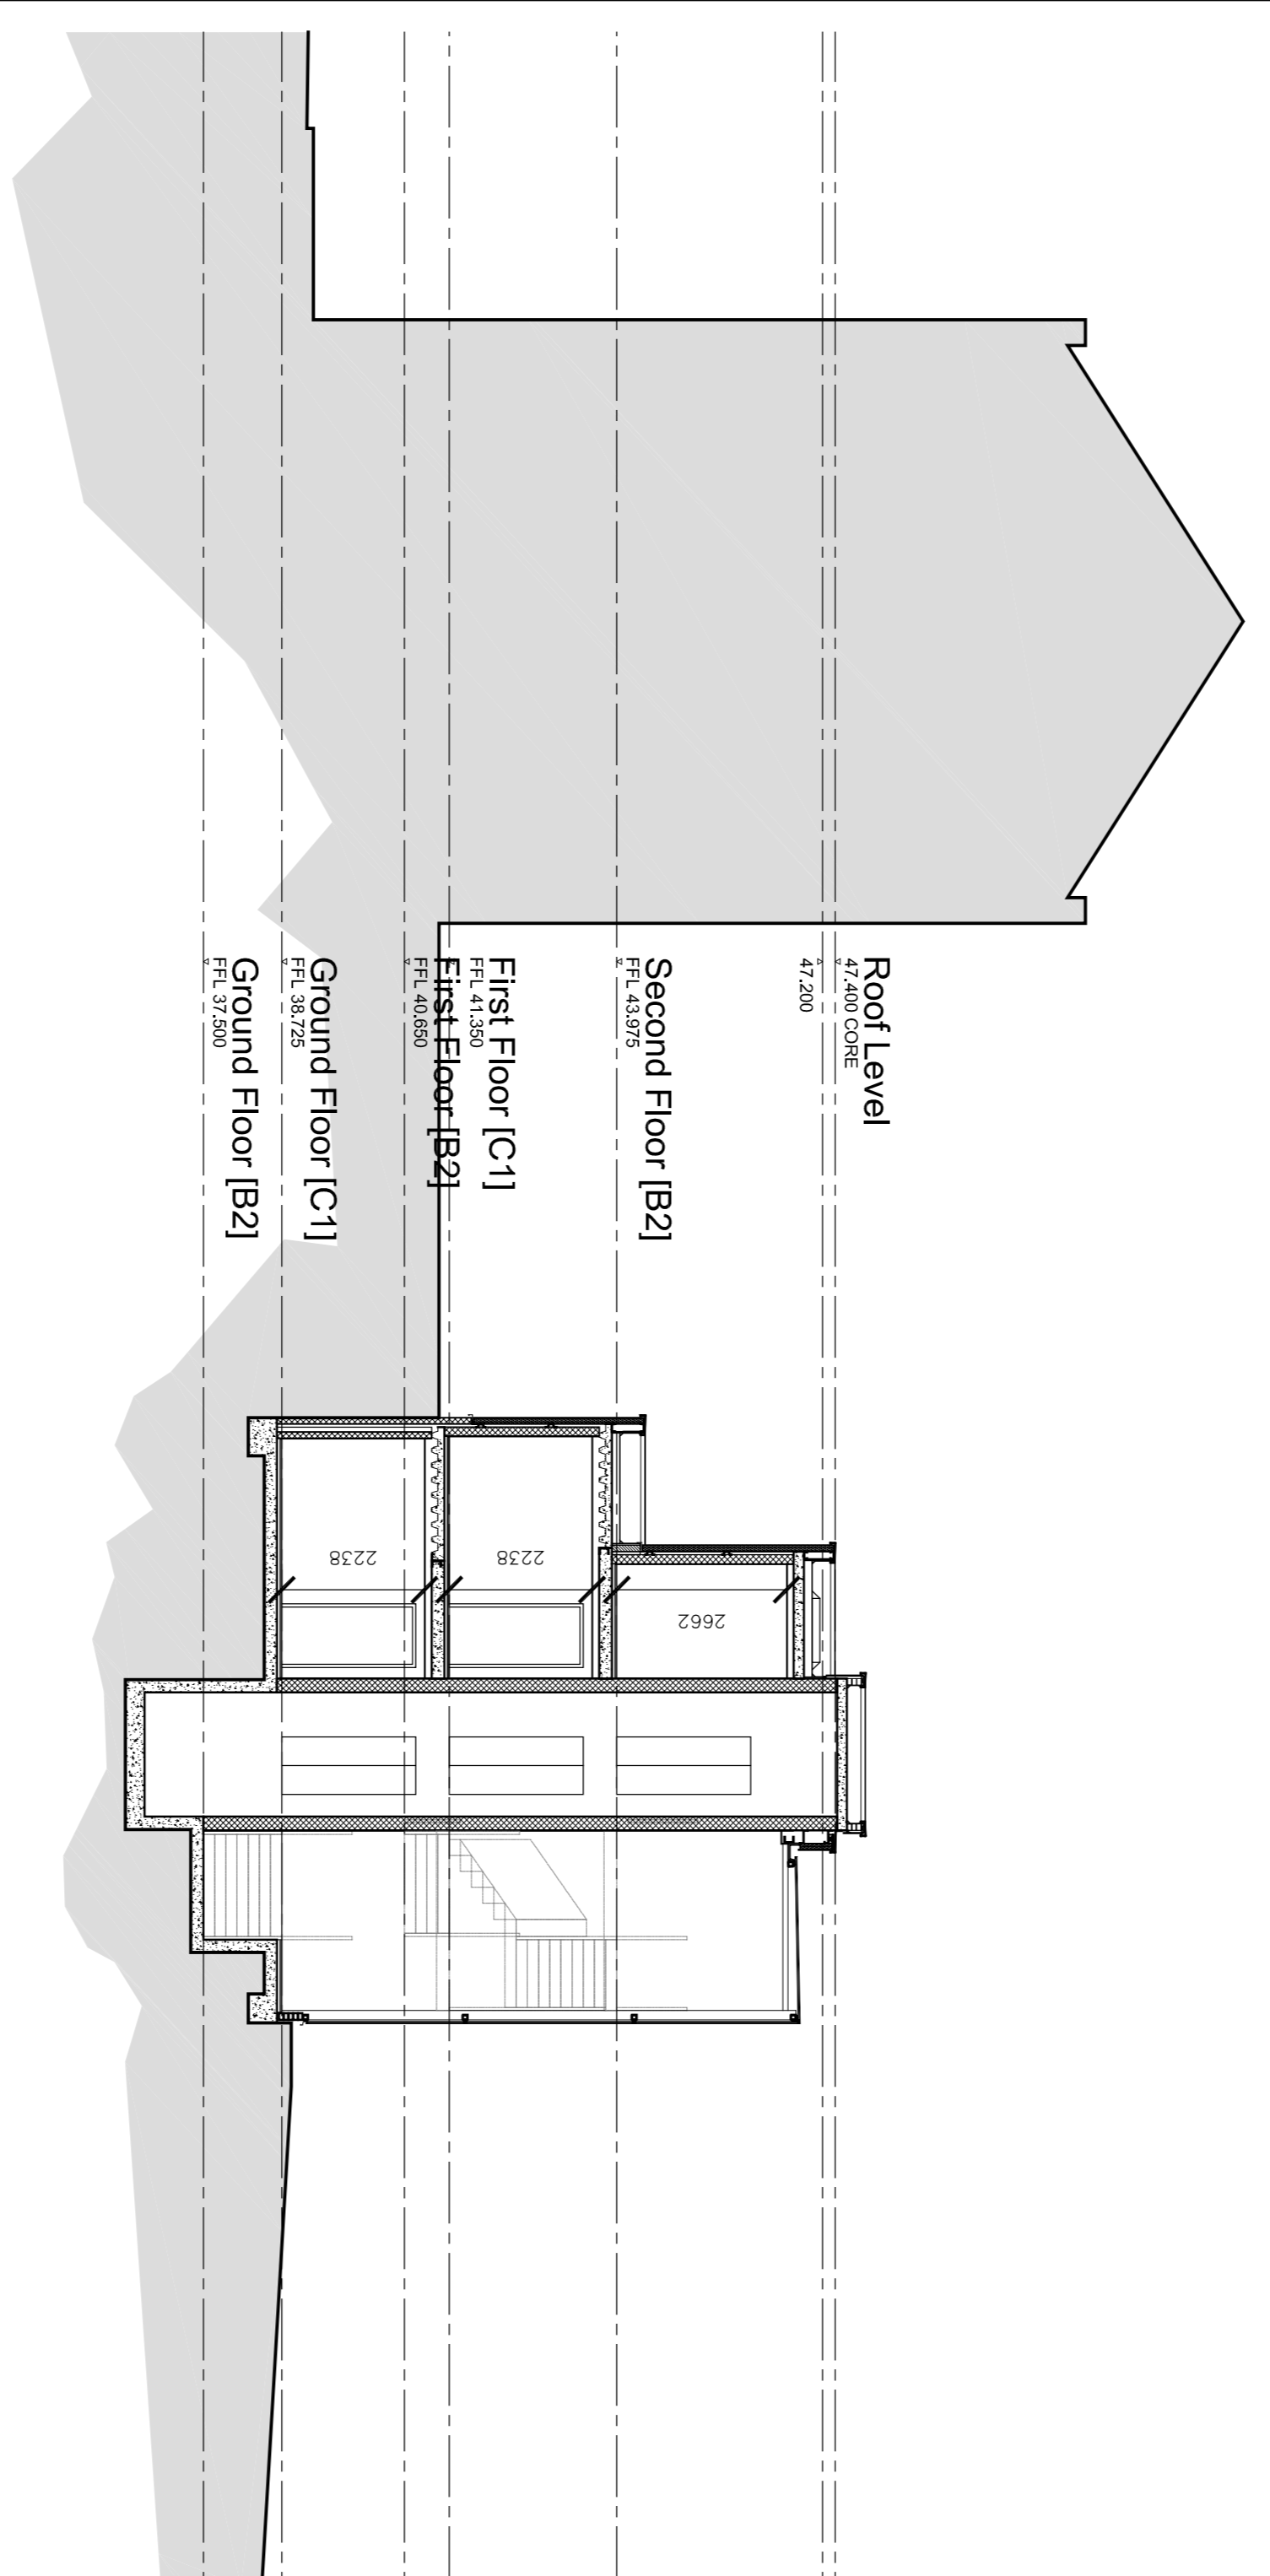 Roof Level
47.400 CORE
47.200
Second Floor [B2]
FFL 43.975
First Floor [C1]
FFL 41.350
First Floor [B2]
FFL 40.650
Ground Floor [C1]
FFL 38.725
Ground Floor [B2]
FFL 37.500
2238
2238
2662